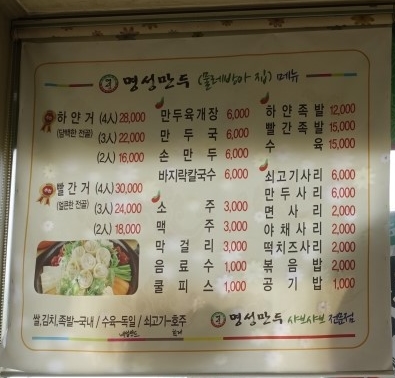 명성만두 (물레방아 집) 메뉴
하얀거 (4人) 28,000
(담백한 전골) (3人) 22,000
(2人) 16,000
빨간거 (4人) 30,000
(얼큰한 전골) (3人) 24,000
(2人) 18,000
만두육개장 6,000
만두국 6,000
손만두 6,000
바지락칼국수 6,000
소주 3,000
맥주 3,000
막걸리 3,000
음료수 1,000
쿨피스 1,000
하얀족발 12,000
빨간족발 15,000
수육 15,000
쇠고기사리 6,000
만두사리 6,000
면사리 2,000
야채사리 2,000
떡치즈사리 2,000
볶음밥 2,000
공기밥 1,000
쌀,김치,족발-국내 / 수육-독일 / 쇠고기-호주
명성만두 샤브샤브 전문점